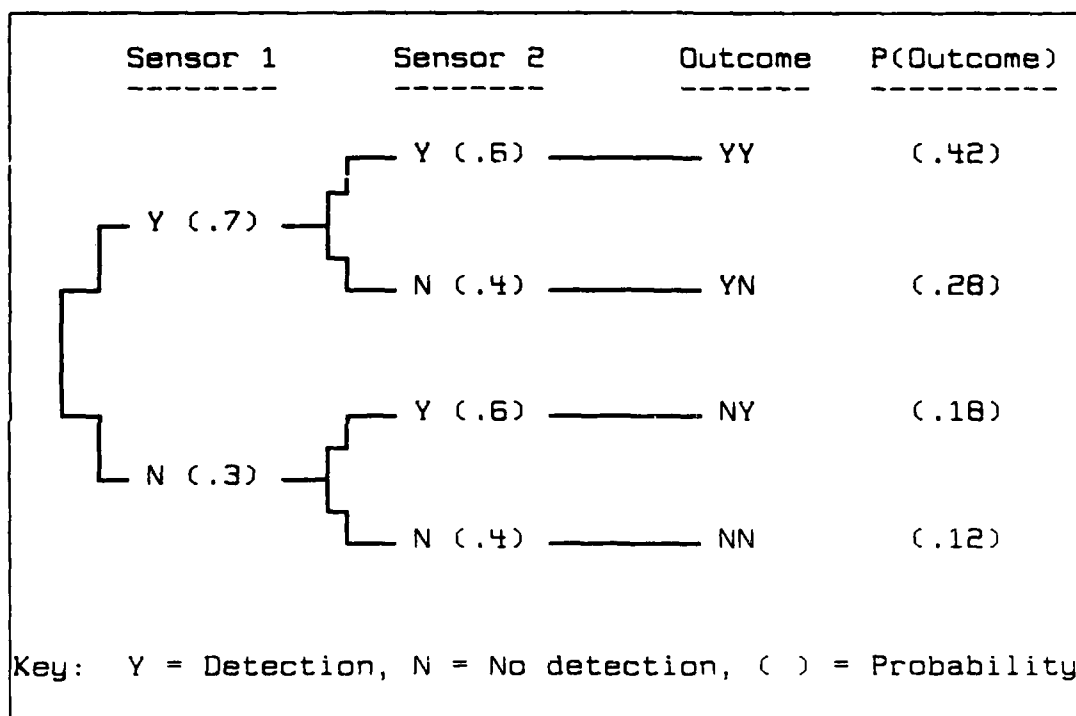 Sensor 1 Sensor 2 Outcome P(Outcome)
Y (.6) YY (.42)
Y (.7)
N (.4) YN (.28)
Y (.6) NY (.18)
N (.3)
N (.4) NN (.12)
Key: Y = Detection, N = No detection, ( ) = Probability